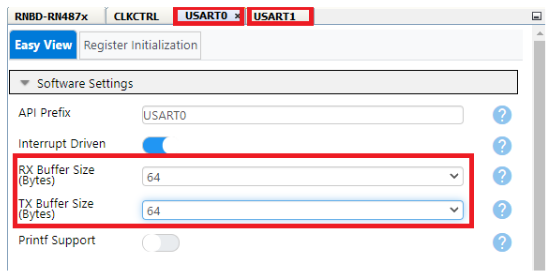 RNBD-RN487x CLKCTRL USART0 × USART1
Easy View Register Initialization
Software Settings
API Prefix USART0 ?
Interrupt Driven ?
RX Buffer Size
(Bytes) 64 ?
TX Buffer Size
(Bytes) 64 ?
Printf Support ?